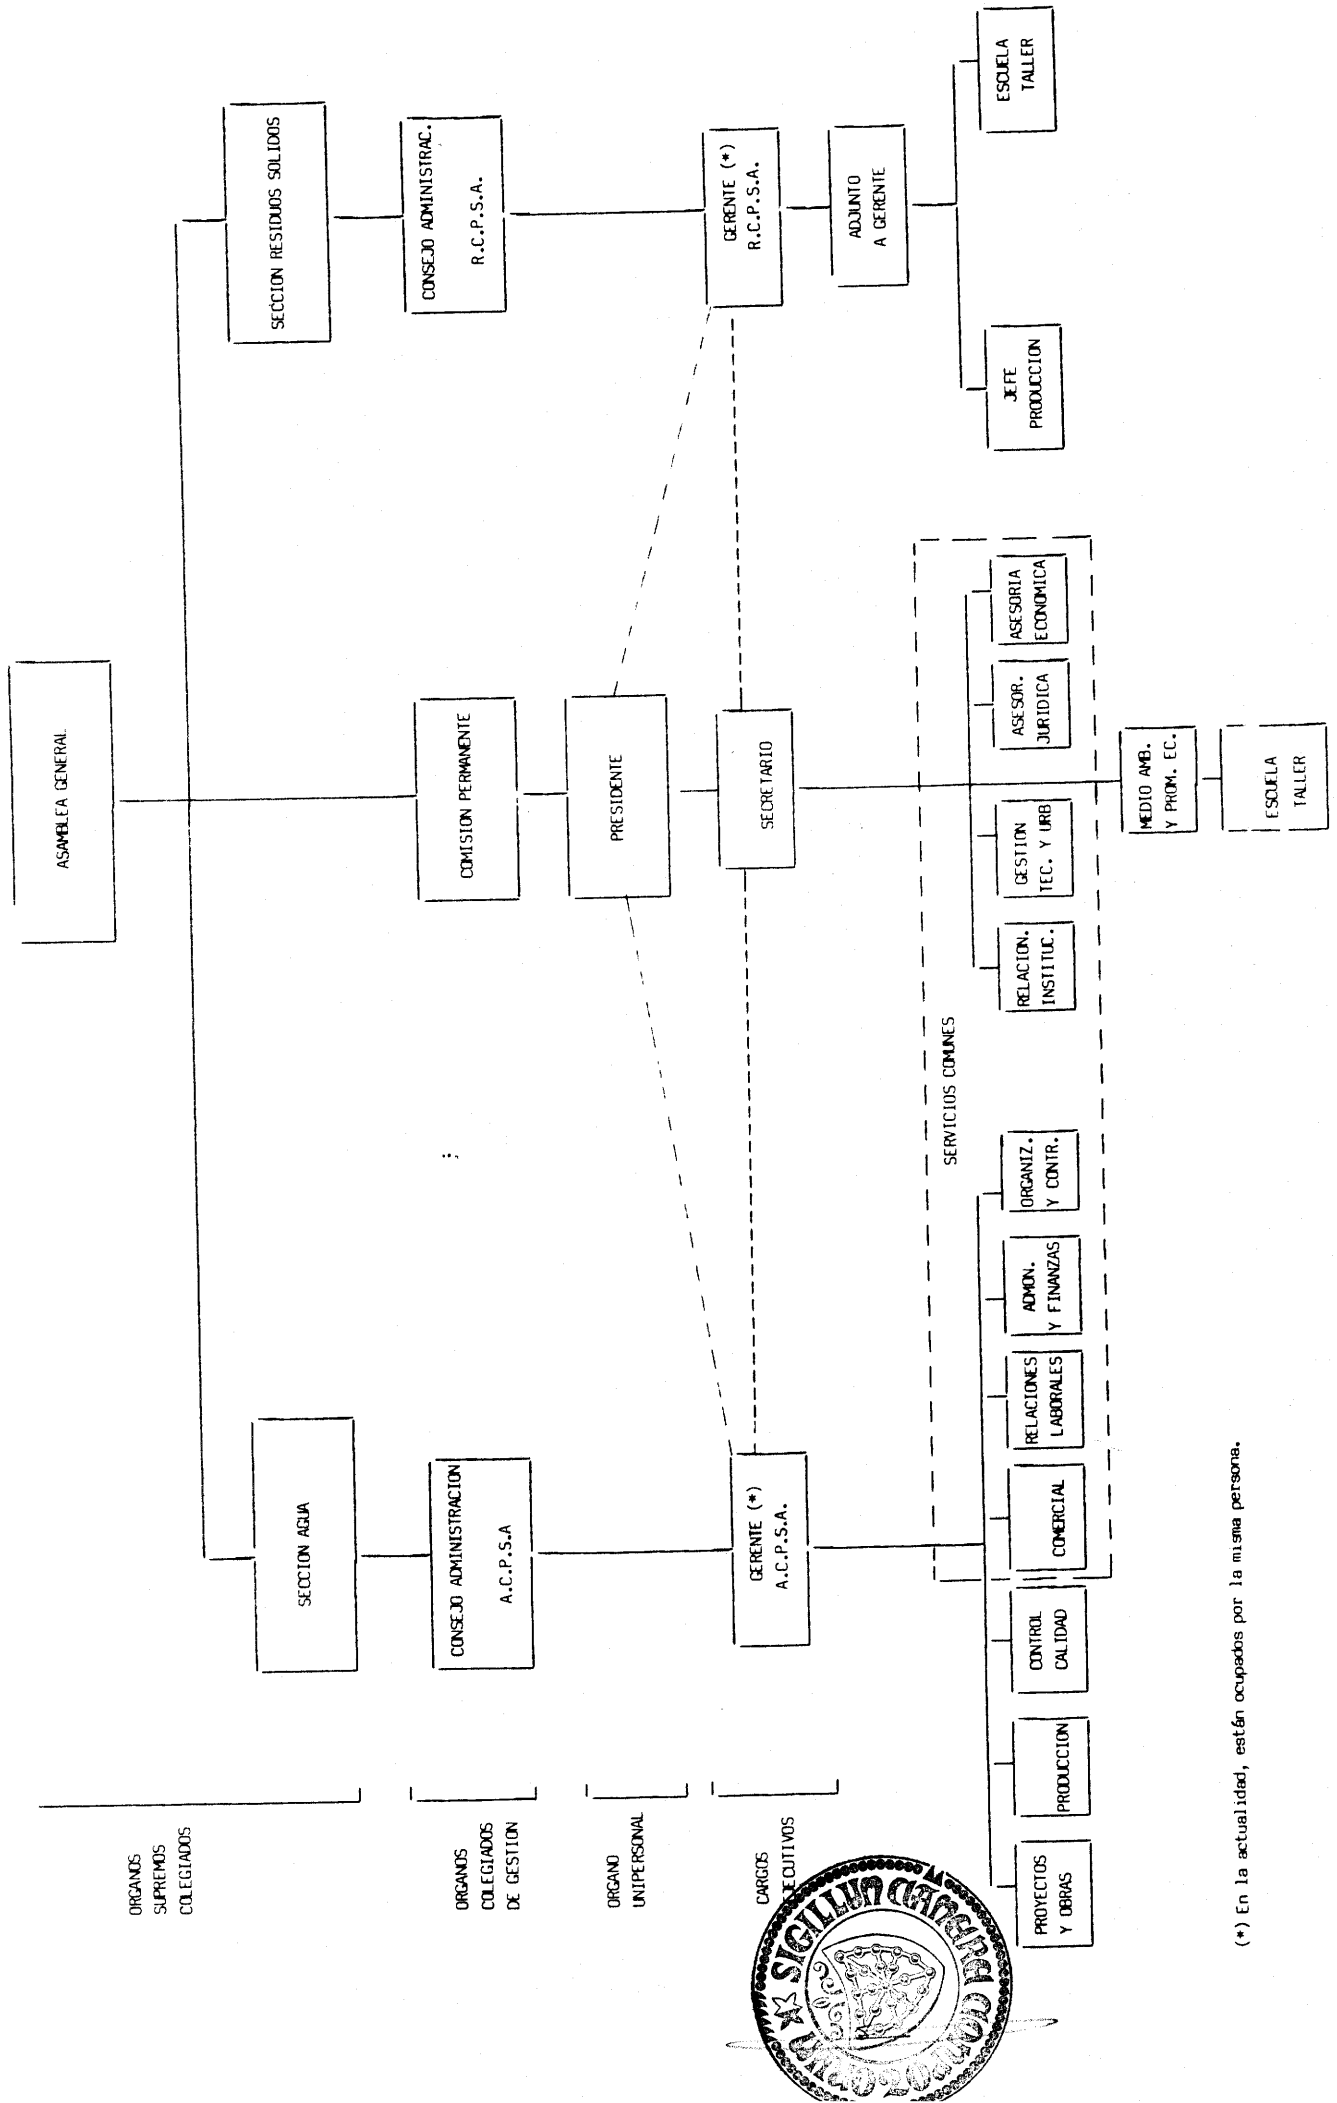 ASAMBLEA GENERAL
ORGANOS
SUPREMOS
COLEGIADOS
SECCION AGUA
SECCION RESIDUOS SOLIDOS
ORGANOS
COLEGIADOS
DE GESTION
CONSEJO ADMINISTRACION
A.C.P.S.A
COMISION PERMANENTE
CONSEJO ADMINISTRAC.
R.C.P.S.A.
ORGANO
UNIPERSONAL
PRESIDENTE
CARGOS
GERENTE (*)
A.C.P.S.A.
SECRETARIO
GERENTE (*)
R.C.P.S.A.
ADJUNTO
A GERENTE
SERVICIOS COMUNES
PROYECTOS
Y OBRAS
PRODUCCION
CONTROL
CALIDAD
COMERCIAL
RELACIONES
LABORALES
ADMON.
Y FINANZAS
ORGANIZ.
Y CONTR.
RELACION.
INSTITUC.
GESTION
TEC. Y URB
ASESOR.
JURIDICA
ASESORIA
ECONOMICA
JEFE
PRODUCCION
ESCUELA
TALLER
MEDIO AMB.
Y PROM. EC.
ESCUELA
TALLER
(*) En la actualidad, están ocupados por la misma persona.
SIGILLUM